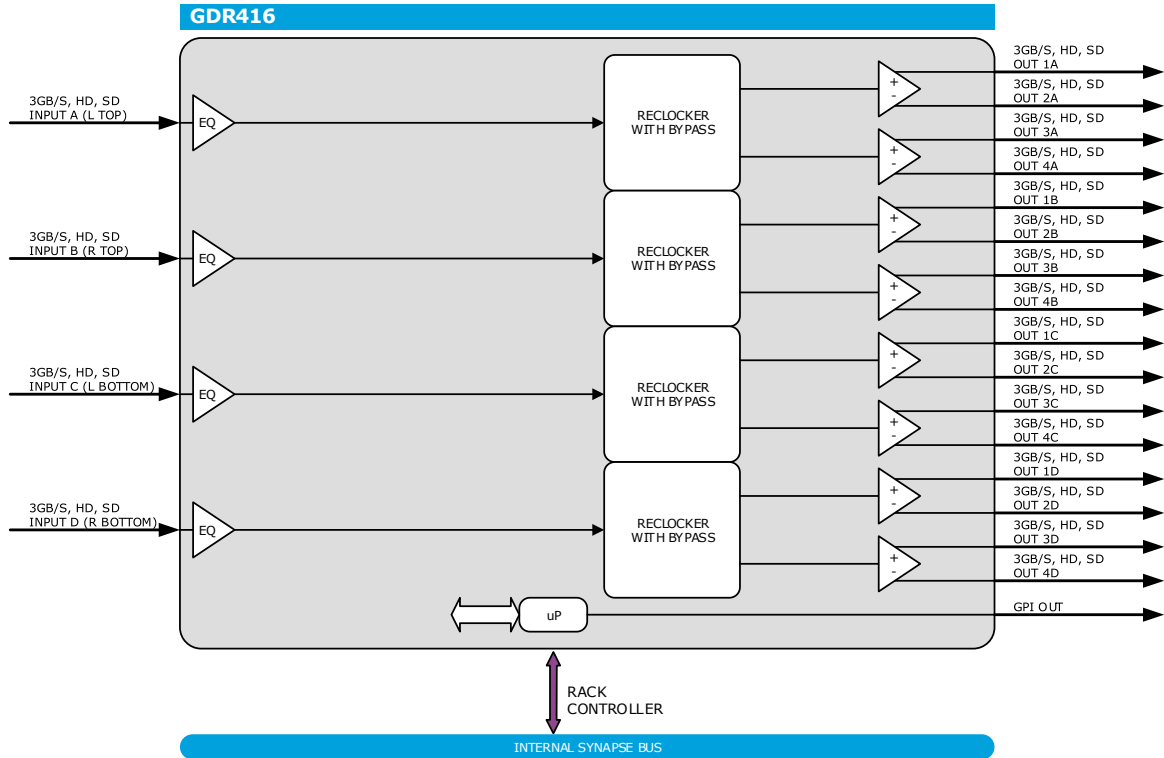 GDR416
3GB/S, HD, SD
INPUT A (L TOP)
EQ
RECLOCKER
WITH BYPASS
+
-
3GB/S, HD, SD
OUT 1A
3GB/S, HD, SD
OUT 2A
+
-
3GB/S, HD, SD
OUT 3A
3GB/S, HD, SD
OUT 4A
3GB/S, HD, SD
INPUT B (R TOP)
EQ
RECLOCKER
WITH BYPASS
+
-
3GB/S, HD, SD
OUT 1B
3GB/S, HD, SD
OUT 2B
+
-
3GB/S, HD, SD
OUT 3B
3GB/S, HD, SD
OUT 4B
3GB/S, HD, SD
INPUT C (L BOTTOM)
EQ
RECLOCKER
WITH BYPASS
+
-
3GB/S, HD, SD
OUT 1C
3GB/S, HD, SD
OUT 2C
+
-
3GB/S, HD, SD
OUT 3C
3GB/S, HD, SD
OUT 4C
3GB/S, HD, SD
INPUT D (R BOTTOM)
EQ
RECLOCKER
WITH BYPASS
+
-
3GB/S, HD, SD
OUT 1D
3GB/S, HD, SD
OUT 2D
+
-
3GB/S, HD, SD
OUT 3D
3GB/S, HD, SD
OUT 4D
uP
GPI OUT
RACK
CONTROLLER
INTERNAL SYNAPSE BUS